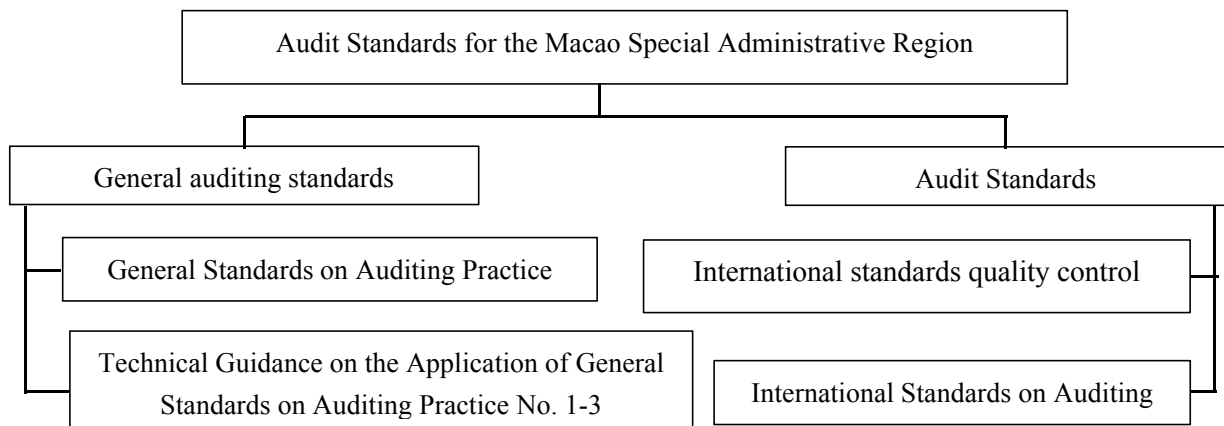 Audit Standards for the Macao Special Administrative Region
General auditing standards
Audit Standards
General Standards on Auditing Practice
International standards quality control
Technical Guidance on the Application of General
Standards on Auditing Practice No. 1-3
International Standards on Auditing